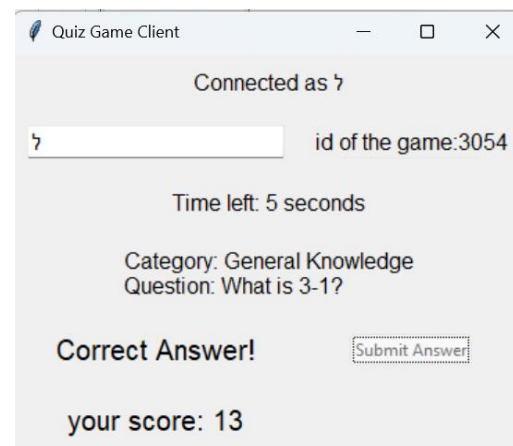 Quiz Game Client
Connected as ל
ל
id of the game:3054
Time left: 5 seconds
Category: General Knowledge
Question: What is 3-1?
Correct Answer!
Submit Answer
your score: 13